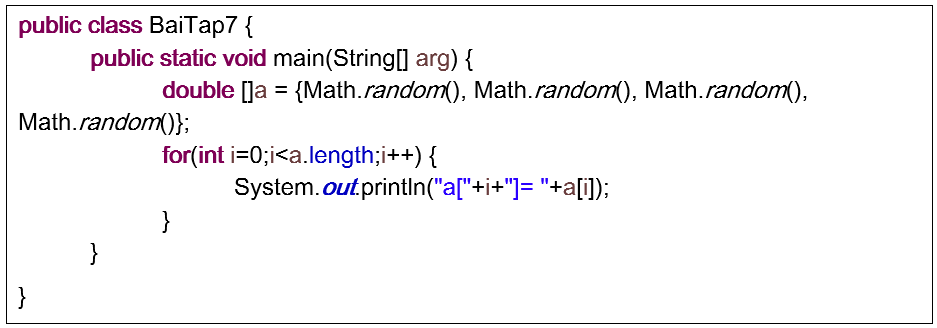 public class BaiTap7 {
public static void main(String[] arg) {
double []a = {Math.random(), Math.random(), Math.random(),
Math.random()};
for(int i=0;i<a.length;i++) {
System.out.println("a["+i+"]= "+a[i]);
}
}
}